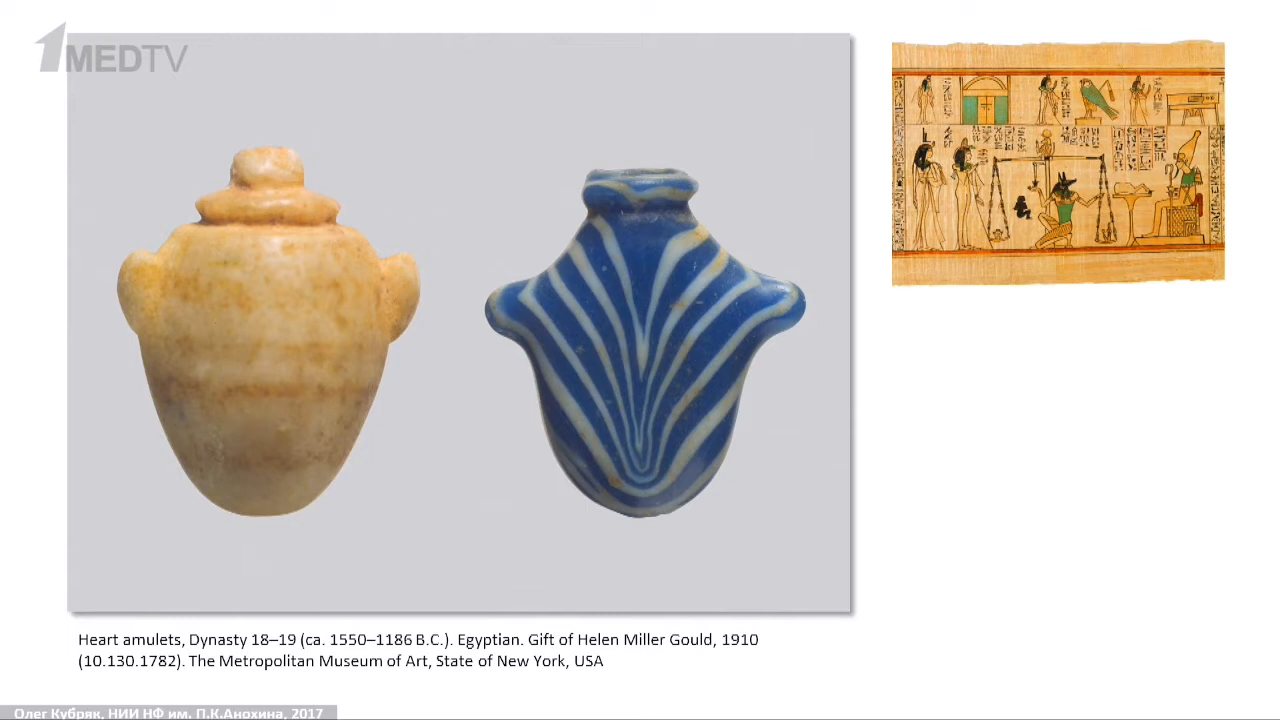 1MEDTV
Heart amulets, Dynasty 18–19 (ca. 1550–1186 B.C.). Egyptian. Gift of Helen Miller Gould, 1910
(10.130.1782). The Metropolitan Museum of Art, State of New York, USA
Олег Кубряк, НИИ НФ им. П.К.Анохина, 2017